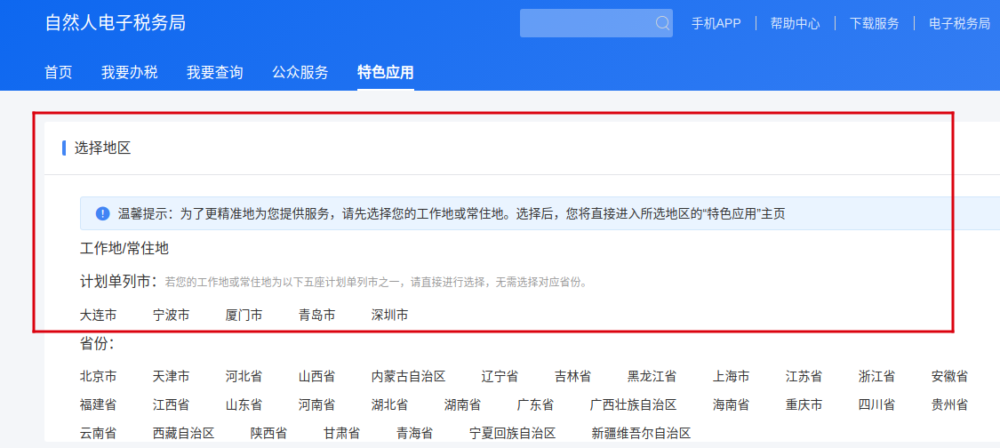 自然人电子税务局
手机APP 帮助中心 下载服务 电子税务局
首页 我要办税 我要查询 公众服务 特色应用
选择地区
温馨提示：为了更精准地为您提供服务，请先选择您的工作地或常住地。选择后，您将直接进入所选地区的“特色应用”主页
工作地/常住地
计划单列市：若您的工作地或常住地为以下五座计划单列市之一，请直接进行选择，无需选择对应省份。
大连市 宁波市 厦门市 青岛市 深圳市
省份：
北京市 天津市 河北省 山西省 内蒙古自治区 辽宁省 吉林省 黑龙江省 上海市 江苏省 浙江省 安徽省
福建省 江西省 山东省 河南省 湖北省 湖南省 广东省 广西壮族自治区 海南省 重庆市 四川省 贵州省
云南省 西藏自治区 陕西省 甘肃省 青海省 宁夏回族自治区 新疆维吾尔自治区